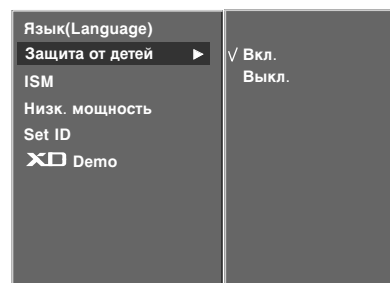 Язык(Language)
Защита от детей ►
ISM
Низк. мощность
Set ID
XD Demo
√ Вкл.
Выкл.